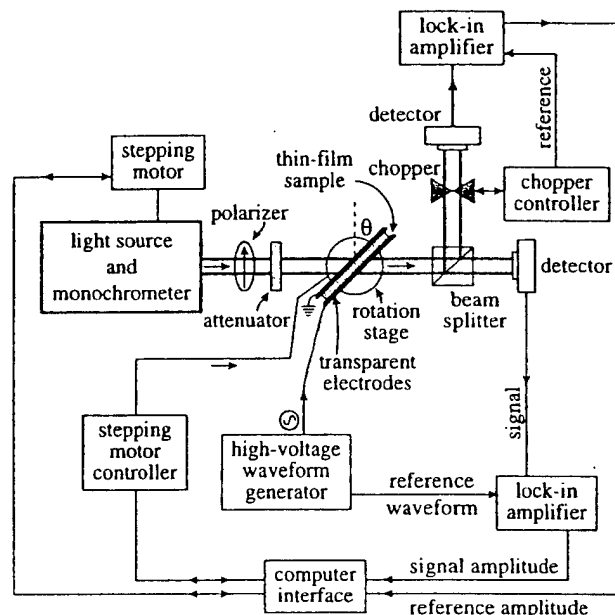 lock-in
amplifier
detector
reference
stepping
motor
thin-film
sample
chopper
chopper
controller
polarizer
θ
light source
and
monochrometer
detector
attenuator
rotation
stage
beam
splitter
transparent
electrodes
stepping
motor
controller
high-voltage
waveform
generator
signal
reference
waveform
lock-in
amplifier
signal amplitude
computer
interface
reference amplitude